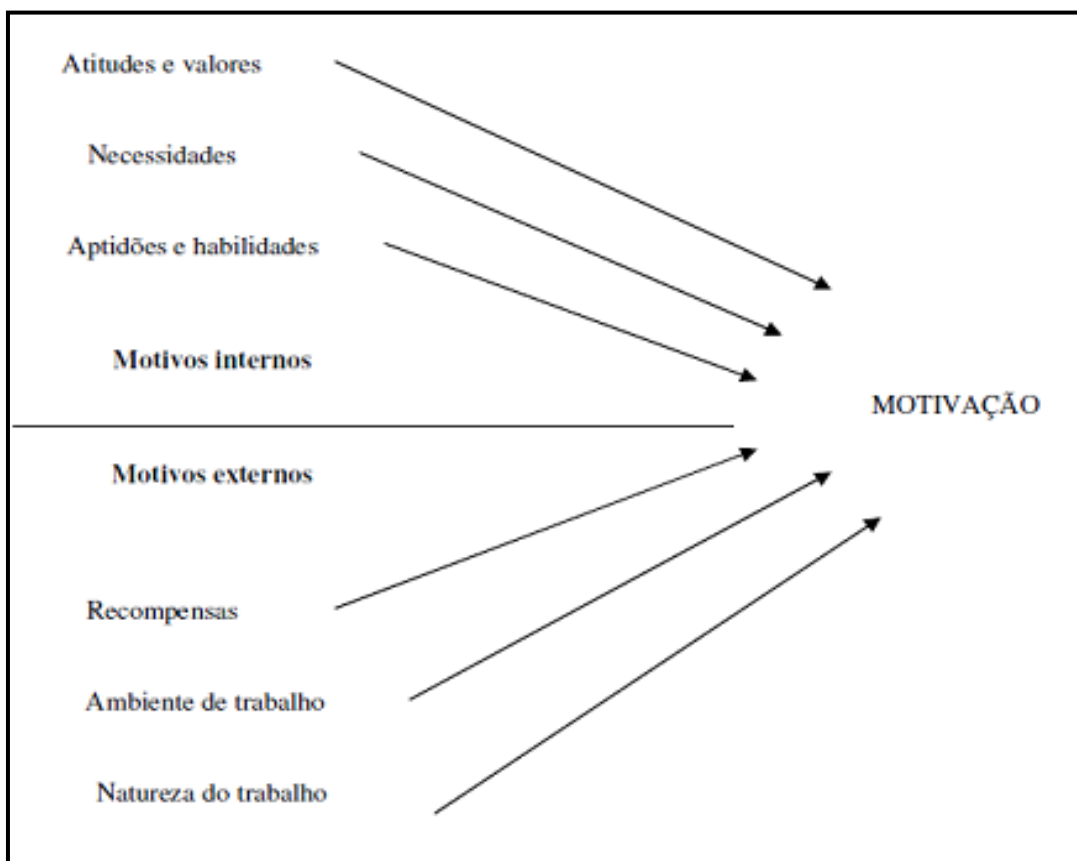 Atitudes e valores
Necessidades
Aptidões e habilidades
Motivos internos
MOTIVAÇÃO
Motivos externos
Recompensas
Ambiente de trabalho
Natureza do trabalho